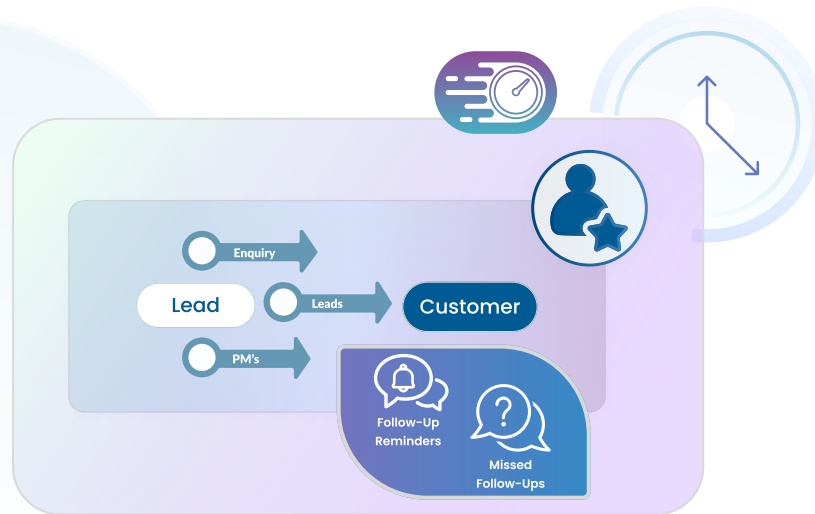 Enquiry
Lead
Leads
Customer
PM's
Follow-Up
Reminders
Missed
Follow-Ups